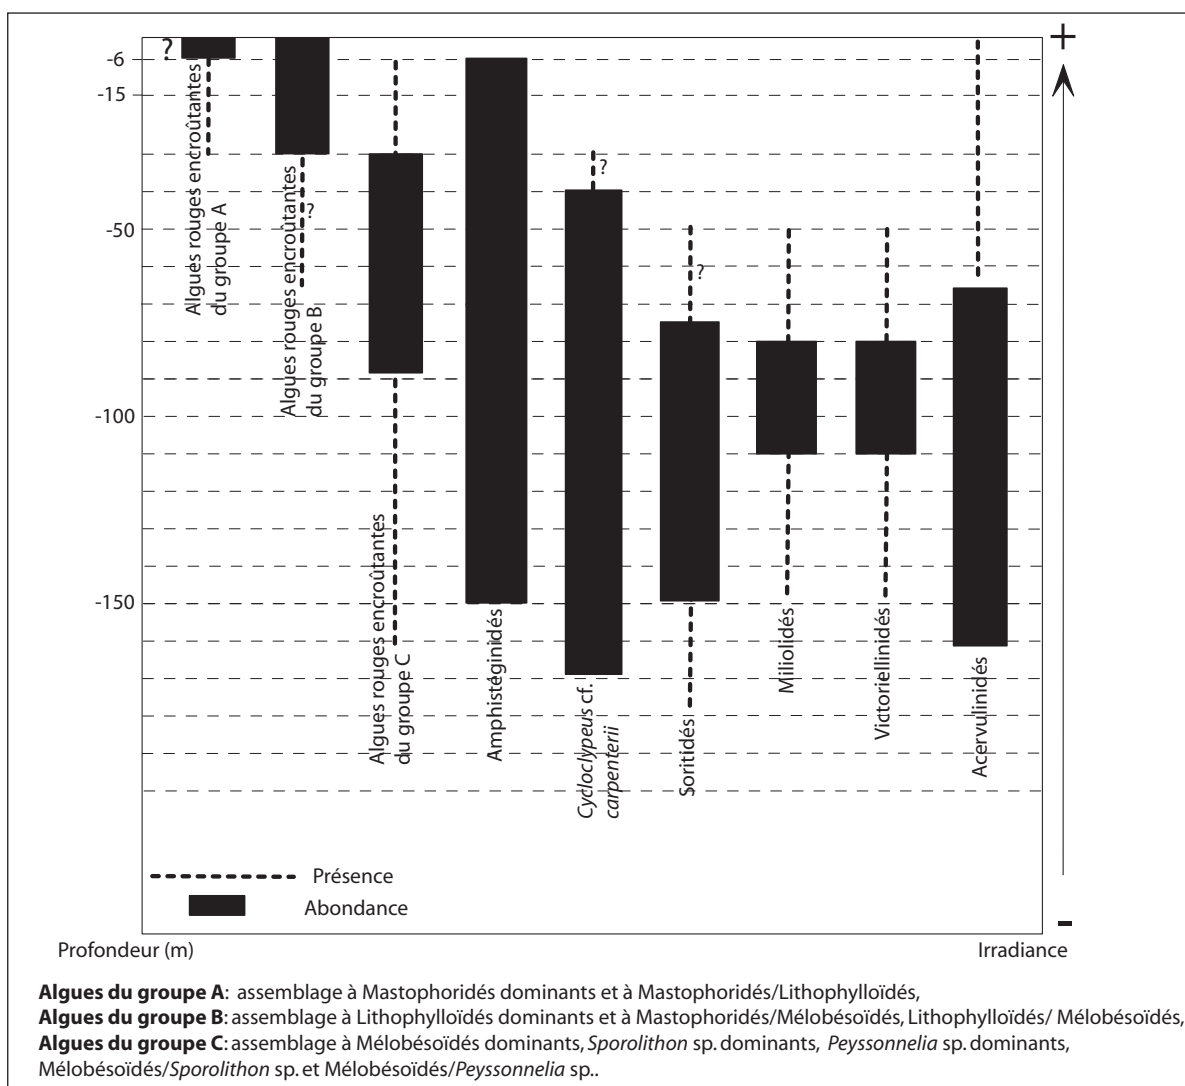 +
?
-6
-15
-50
-100
-150
Algues rouges encroûtantes
du groupe A
Algues rouges encroûtantes
du groupe B
?
Algues rouges encroûtantes
du groupe C
Amphistéginidés
Cycloclypeus cf.
carpenterii
?
Soritidés
?
Miliolidés
Victoriellinidés
Acervulinidés
Présence
Abondance
-
Profondeur (m)
Irradiance
Algues du groupe A: assemblage à Mastophoridés dominants et à Mastophoridés/Lithophylloïdés,
Algues du groupe B: assemblage à Lithophylloïdés dominants et à Mastophoridés/Mélobésoïdés, Lithophylloïdés/ Mélobésoïdés,
Algues du groupe C: assemblage à Mélobésoïdés dominants, Sporolithon sp. dominants, Peyssonnelia sp. dominants,
Mélobésoïdés/Sporolithon sp. et Mélobésoïdés/Peyssonnelia sp..